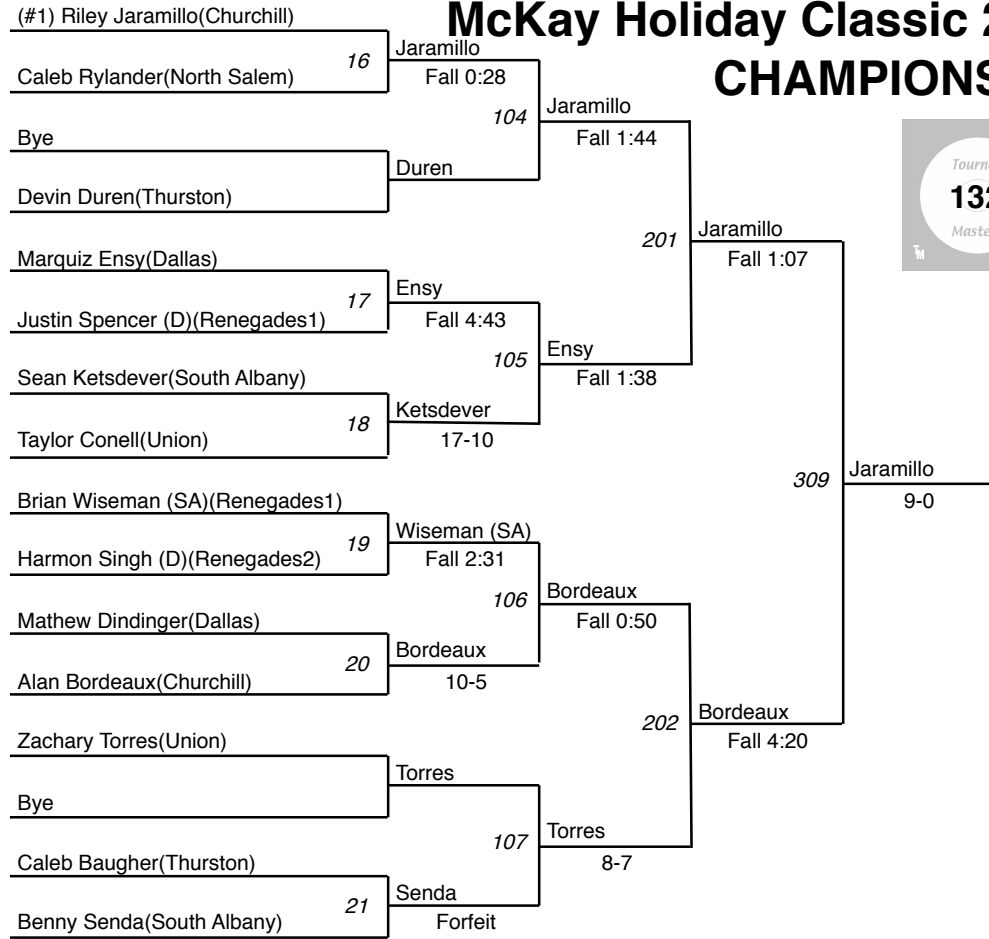 McKay Holiday Classic
CHAMPIONS
(#1) Riley Jaramillo(Churchill)
16
Caleb Rylander(North Salem)
Jaramillo
Fall 0:28
104
Bye
Devin Duren(Thurston)
Duren
Jaramillo
Fall 1:44
Tourn
132
Maste
TM
201
Marquiz Ensy(Dallas)
17
Justin Spencer (D)(Renegades1)
Ensy
Fall 4:43
105
Sean Ketsdever(South Albany)
18
Taylor Conell(Union)
Ketsdever
17-10
Ensy
Fall 1:38
Jaramillo
Fall 1:07
309
Brian Wiseman (SA)(Renegades1)
19
Harmon Singh (D)(Renegades2)
Wiseman (SA)
Fall 2:31
106
Mathew Dindinger(Dallas)
20
Alan Bordeaux(Churchill)
Bordeaux
10-5
Bordeaux
Fall 0:50
202
Zachary Torres(Union)
Bye
Torres
107
Caleb Baugher(Thurston)
21
Benny Senda(South Albany)
Senda
Forfeit
Torres
8-7
Bordeaux
Fall 4:20
Jaramillo
9-0